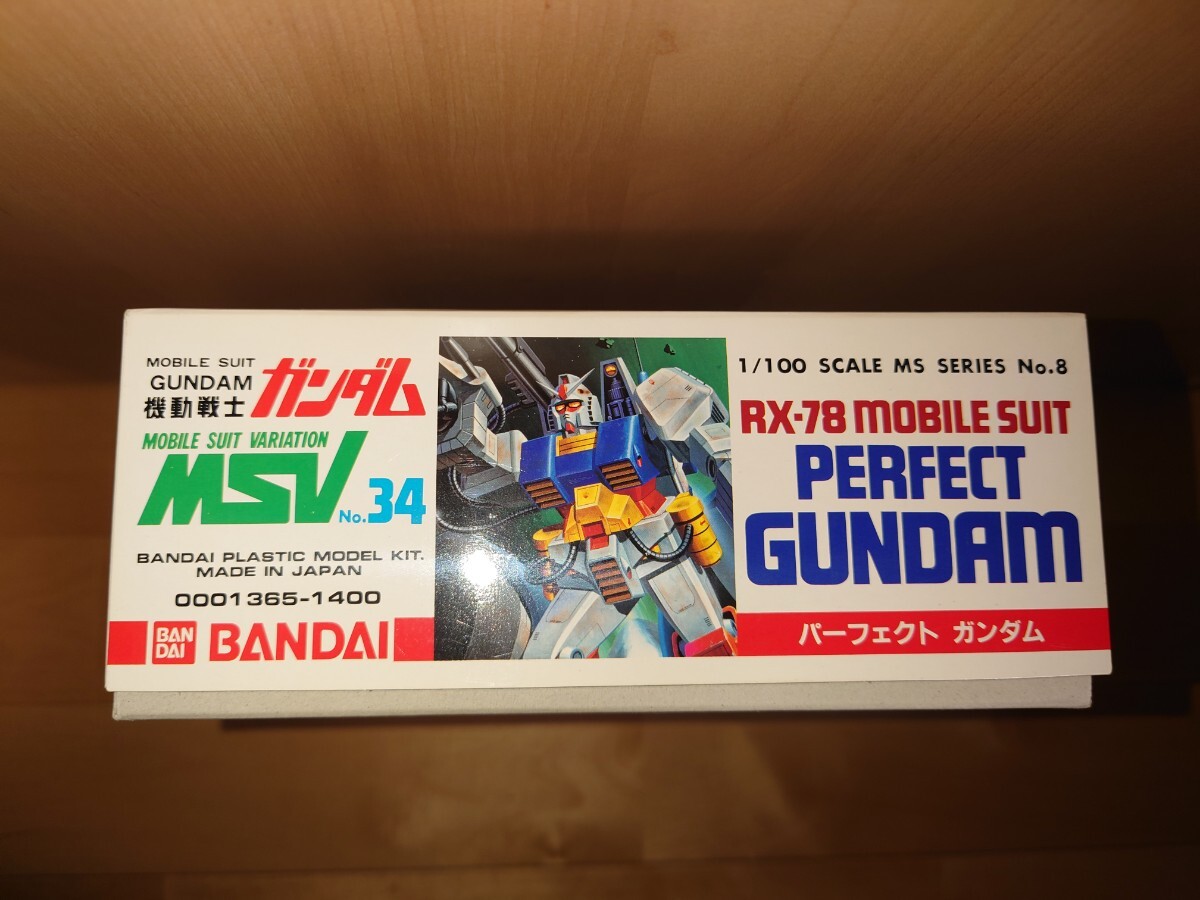 MOBILE SUIT
GUNDAM
機動戦士 ガンダム
MOBILE SUIT VARIATION
MSV No.34
BANDAI PLASTIC MODEL KIT.
MADE IN JAPAN
0001365-1400
BAN
DAI
BANDAI
1/100 SCALE MS SERIES No.8
RX-78 MOBILE SUIT
PERFECT
GUNDAM
パーフェクト ガンダム